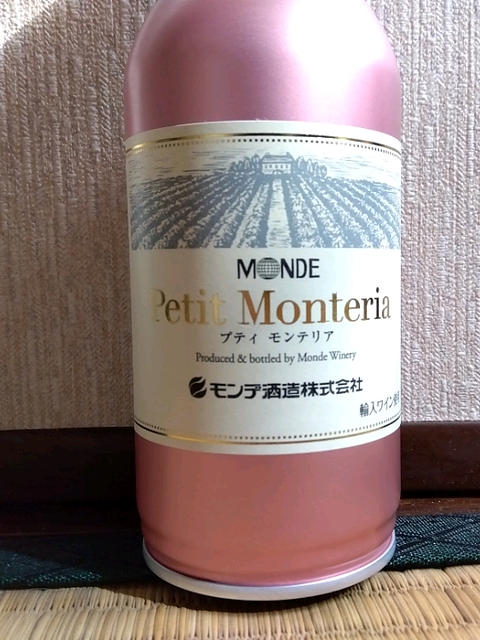 MONDE
Petit Monteria
プティ モンテリア
Produced & bottled by Monde Winery
モンデ酒造株式会社
輸入ワイン使